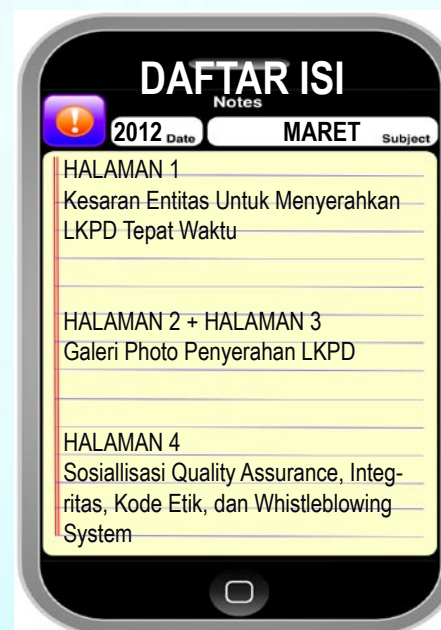 DAFTAR ISI
Notes
2012 Date MARET Subject
HALAMAN 1
Kesaran Entitas Untuk Menyerahkan
LKPD Tepat Waktu
HALAMAN 2 + HALAMAN 3
Galeri Photo Penyerahan LKPD
HALAMAN 4
Sosiallisasi Quality Assurance, Integ-
ritas, Kode Etik, dan Whistleblowing
System